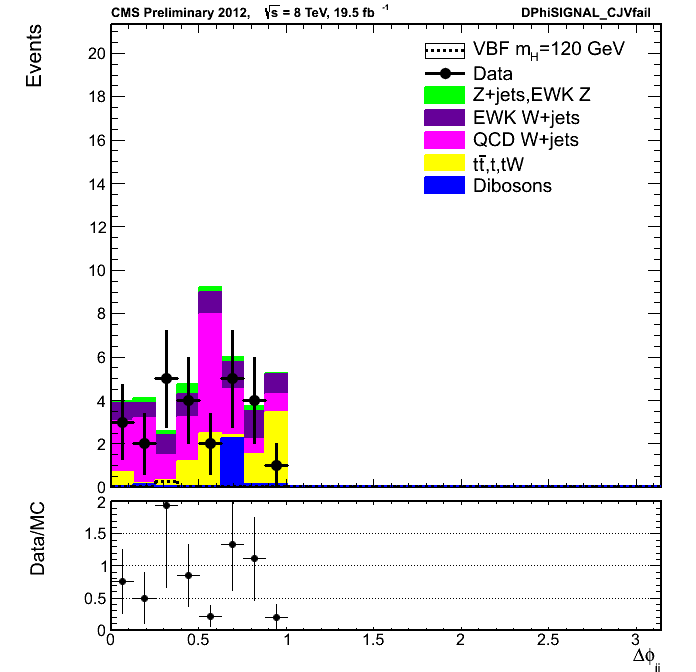 CMS Preliminary 2012, √s = 8 TeV, 19.5 fb⁻¹ DPhiSIGNAL_CJVfail
Events
20
18
16
14
12
10
8
6
4
2
0
VBF m_H=120 GeV
Data
Z+jets,EWK Z
EWK W+jets
QCD W+jets
tt̄,t,tW
Dibosons
Data/MC
2
1.5
1
0.5
0
0 0.5 1 1.5 2 2.5 3
Δϕ_jj